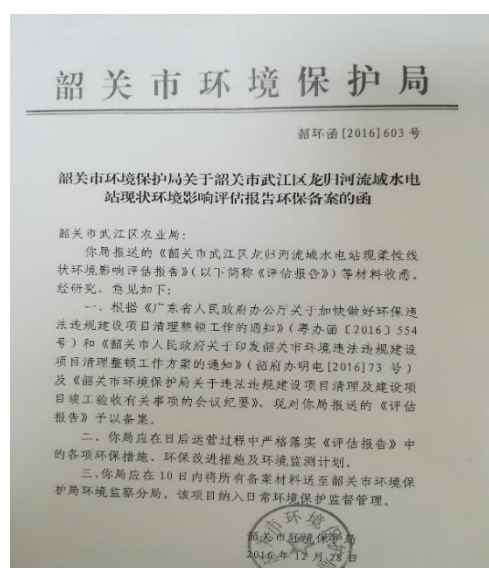 韶关市环境保护局
韶环函[2016]603号
韶关市环境保护局关于韶关市武江区龙归河流域水电
站现状环境影响评估报告环保备案的函
韶关市武江区农业局：
你局报送的《韶关市武江区龙归河流域水电站现柔性线
状环境影响评估报告》(以下简称《评估报告》)等材料收悉。
经研究，意见如下：
一、根据《广东省人民政府办公厅关于加快做好环保违
法违规建设项目清理整顿工作的通知》(粤办函〔2016〕554
号）和《韶关市人民政府关于印发韶关市环境违法违规建设
项目清理整顿工作方案的通知》(韶府办明电[2016]73号)
及《韶关市环境保护局关于违法违规建设项目清理及建设项
目竣工验收有关事项的会议纪要》，现对你局报送的《评估
报告》予以备案。
二、你局应在日后运营过程中严格落实《评估报告》中
的各项环保措施、环保改进措施及环境监测计划。
三.你局应在10日内将所有备案材料送至韶关市环境保
护局环境监察分局。该项目纳入日常环境保护监督管理。
韶关市环境保护局
2016年12月28日